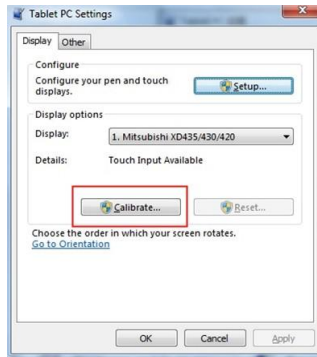 Tablet PC Settings
Display Other
Configure
Configure your pen and touch
displays.
Setup...
Display options
Display: 1. Mitsubishi XD435/430/420
Details: Touch Input Available
Calibrate... Reset...
Choose the order in which your screen rotates.
Go to Orientation
OK Cancel Apply